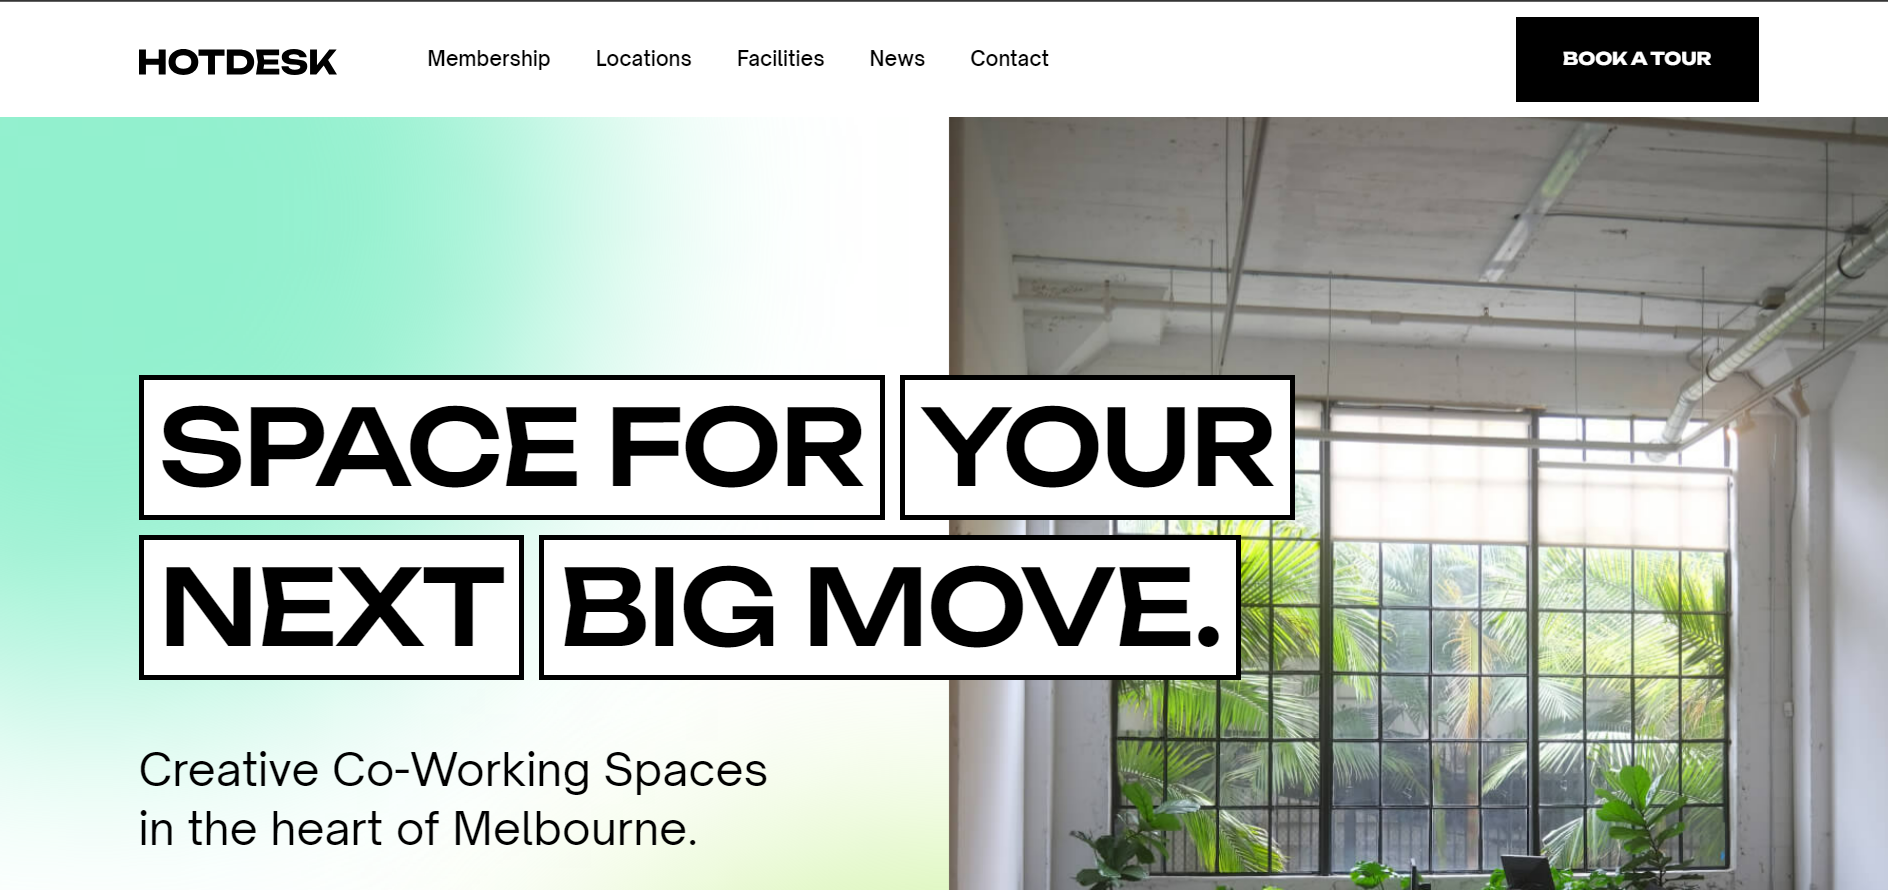 HOTDESK
Membership Locations Facilities News Contact
BOOK A TOUR
SPACE FOR YOUR
NEXT BIG MOVE.
Creative Co-Working Spaces
in the heart of Melbourne.